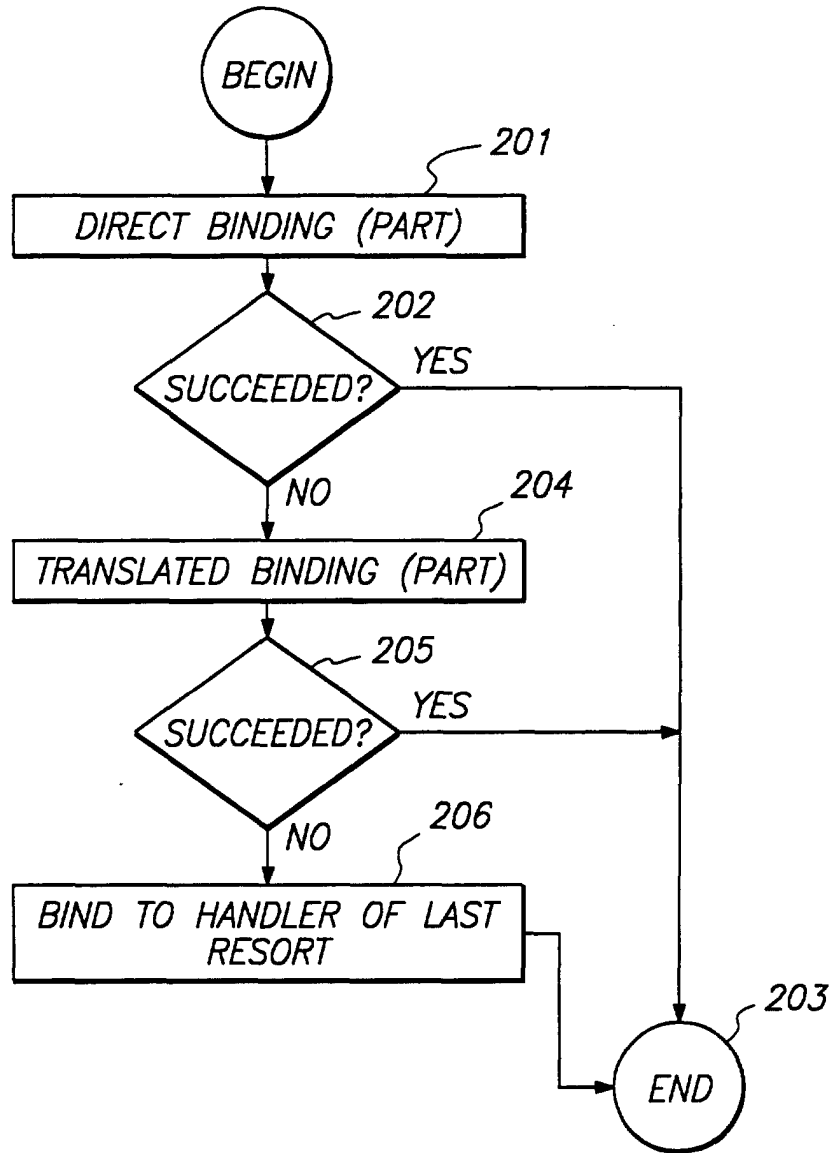 BEGIN
201
DIRECT BINDING (PART)
202
SUCCEEDED?
YES
NO
204
TRANSLATED BINDING (PART)
205
SUCCEEDED?
YES
NO
206
BIND TO HANDLER OF LAST
RESORT
203
END